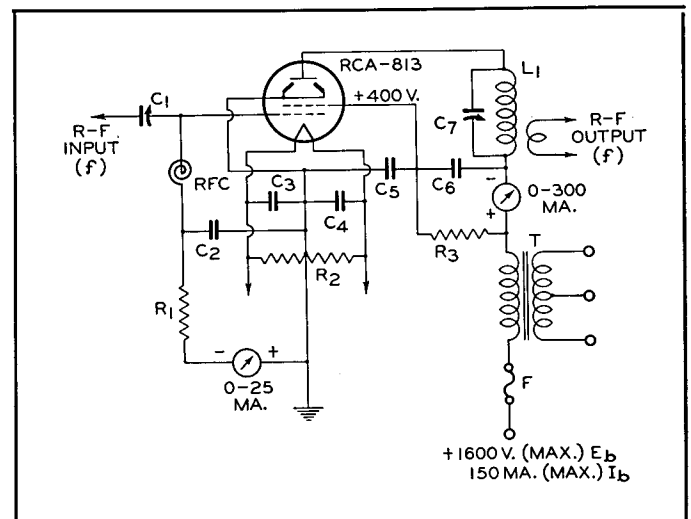 RCA-813
L1
+400 V.
C1
R-F
INPUT
(f)
C7
R-F
OUTPUT
(f)
RFC
C3
C5
C6
-
C4
0-300
MA.
+
C2
R3
T
R2
R1
-
+
0-25
MA.
F
+1600 V. (MAX.) Eb
150 MA. (MAX.) Ib